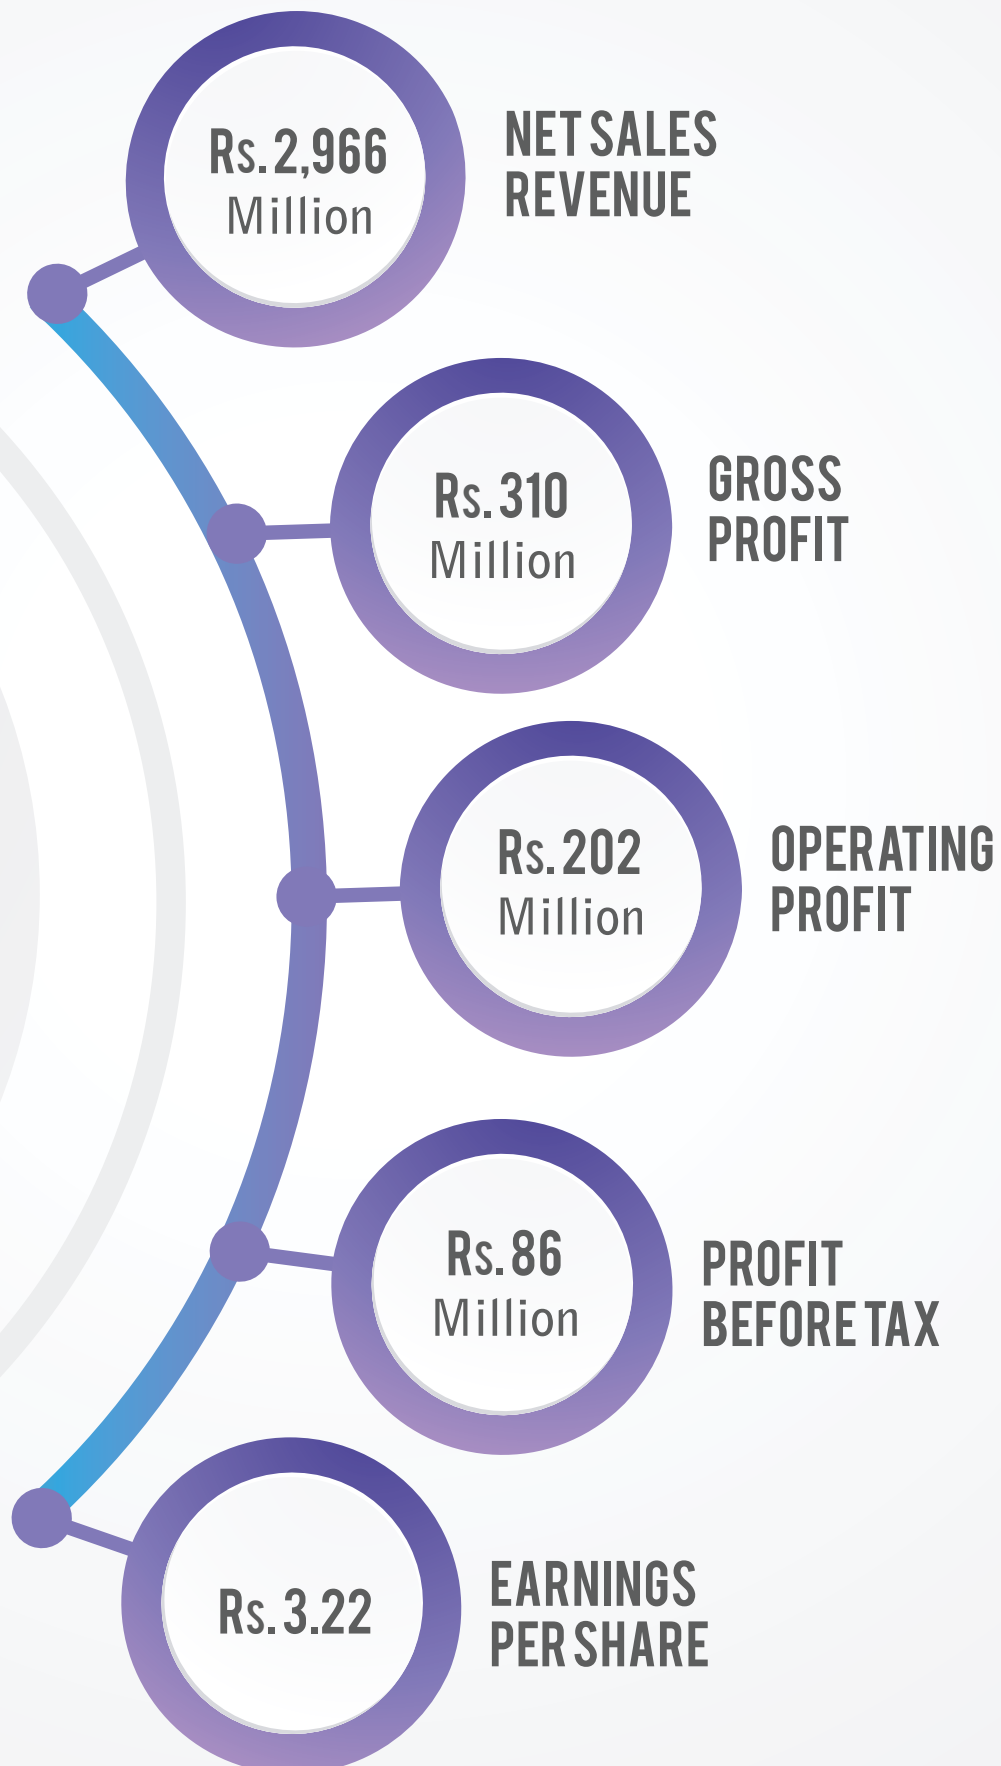 Rs. 2,966
Million
NET SALES
REVENUE
Rs. 310
Million
GROSS
PROFIT
Rs. 202
Million
OPERATING
PROFIT
Rs. 86
Million
PROFIT
BEFORE TAX
Rs. 3.22
EARNINGS
PER SHARE